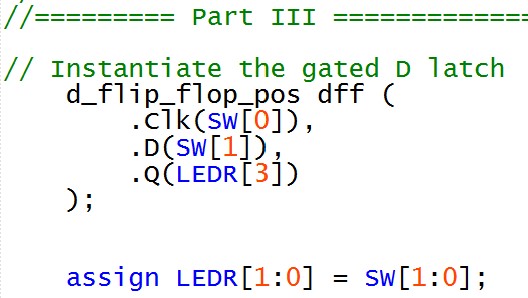 //========= Part III =============
// Instantiate the gated D latch
d_flip_flop_pos dff (
.Clk(SW[0]),
.D(SW[1]),
.Q(LEDR[3])
);
assign LEDR[1:0] = SW[1:0];